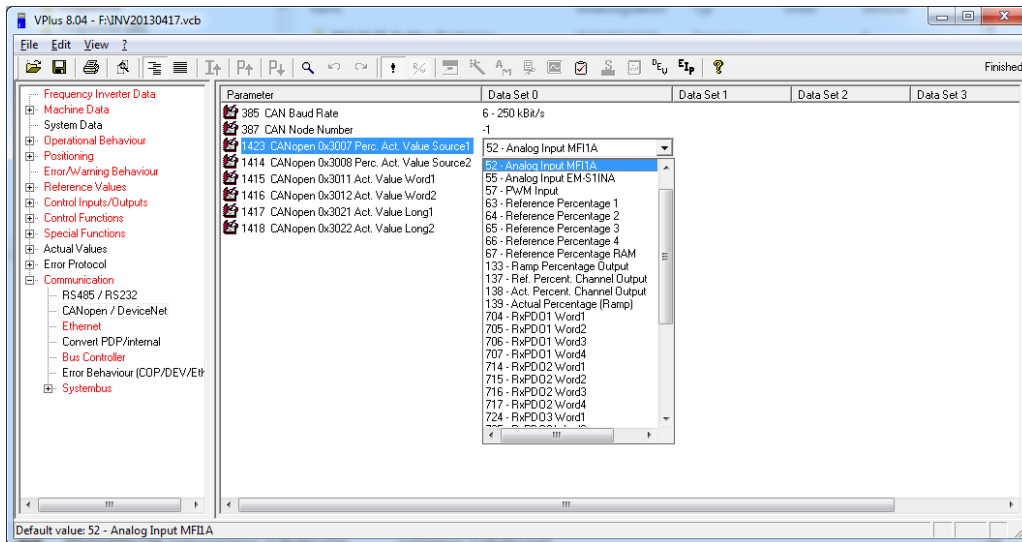 VPlus 8.04 - F:\INV20130417.vcb
File Edit View ?
Finished
Frequency Inverter Data
Machine Data
System Data
Operational Behaviour
Positioning
Error/Warning Behaviour
Reference Values
Control Inputs/Outputs
Control Functions
Special Functions
Actual Values
Error Protocol
Communication
RS485 / RS232
CANopen / DeviceNet
Ethernet
Convert PDP/internal
Bus Controller
Error Behaviour (COP/DEV/Eth
Systembus
Parameter Data Set 0 Data Set 1 Data Set 2 Data Set 3
385 CAN Baud Rate 6 - 250 kBit/s
387 CAN Node Number -1
1423 CANopen 0x3007 Perc. Act. Value Source1 52 - Analog Input MFI1A
1414 CANopen 0x3008 Perc. Act. Value Source2
1415 CANopen 0x3011 Act. Value Word1
1416 CANopen 0x3012 Act. Value Word2
1417 CANopen 0x3021 Act. Value Long1
1418 CANopen 0x3022 Act. Value Long2
52 - Analog Input MFI1A
55 - Analog Input EM-S1INA
57 - PWM Input
63 - Reference Percentage 1
64 - Reference Percentage 2
65 - Reference Percentage 3
66 - Reference Percentage 4
67 - Reference Percentage RAM
133 - Ramp Percentage Output
137 - Ref. Percent. Channel Output
138 - Act. Percent. Channel Output
139 - Actual Percentage (Ramp)
704 - RxPDO1 Word1
705 - RxPDO1 Word2
706 - RxPDO1 Word3
707 - RxPDO1 Word4
714 - RxPDO2 Word1
715 - RxPDO2 Word2
716 - RxPDO2 Word3
717 - RxPDO2 Word4
724 - RxPDO3 Word1
Default value: 52 - Analog Input MFI1A